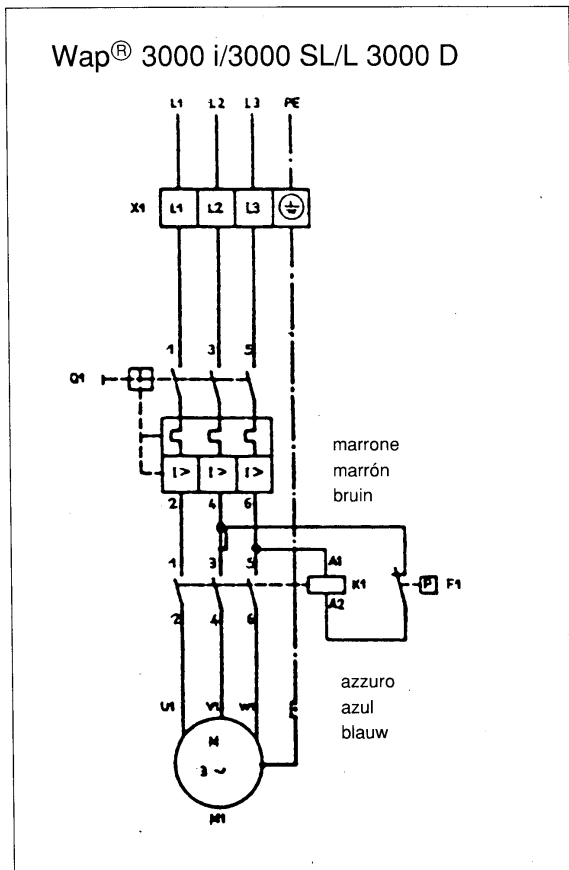 Wap® 3000 i/3000 SL/L 3000 D
L1 L2 L3 PE
X1 L1 L2 L3
1 3 5
Q1
I> I> I>
2 4 6
marrone
marrón
bruin
1 3 5
A1
K1
A2
P F1
2 4 6
azzuro
azul
blauw
U1 V1 W1
M
3 ~
M1